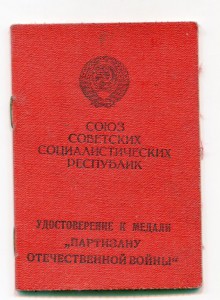 СОЮЗ
СОВЕТСКИХ
СОЦИАЛИСТИЧЕСКИХ
РЕСПУБЛИК
УДОСТОВЕРЕНИЕ К МЕДАЛИ
„ПАРТИЗАНУ
ОТЕЧЕСТВЕННОЙ ВОЙНЫ“